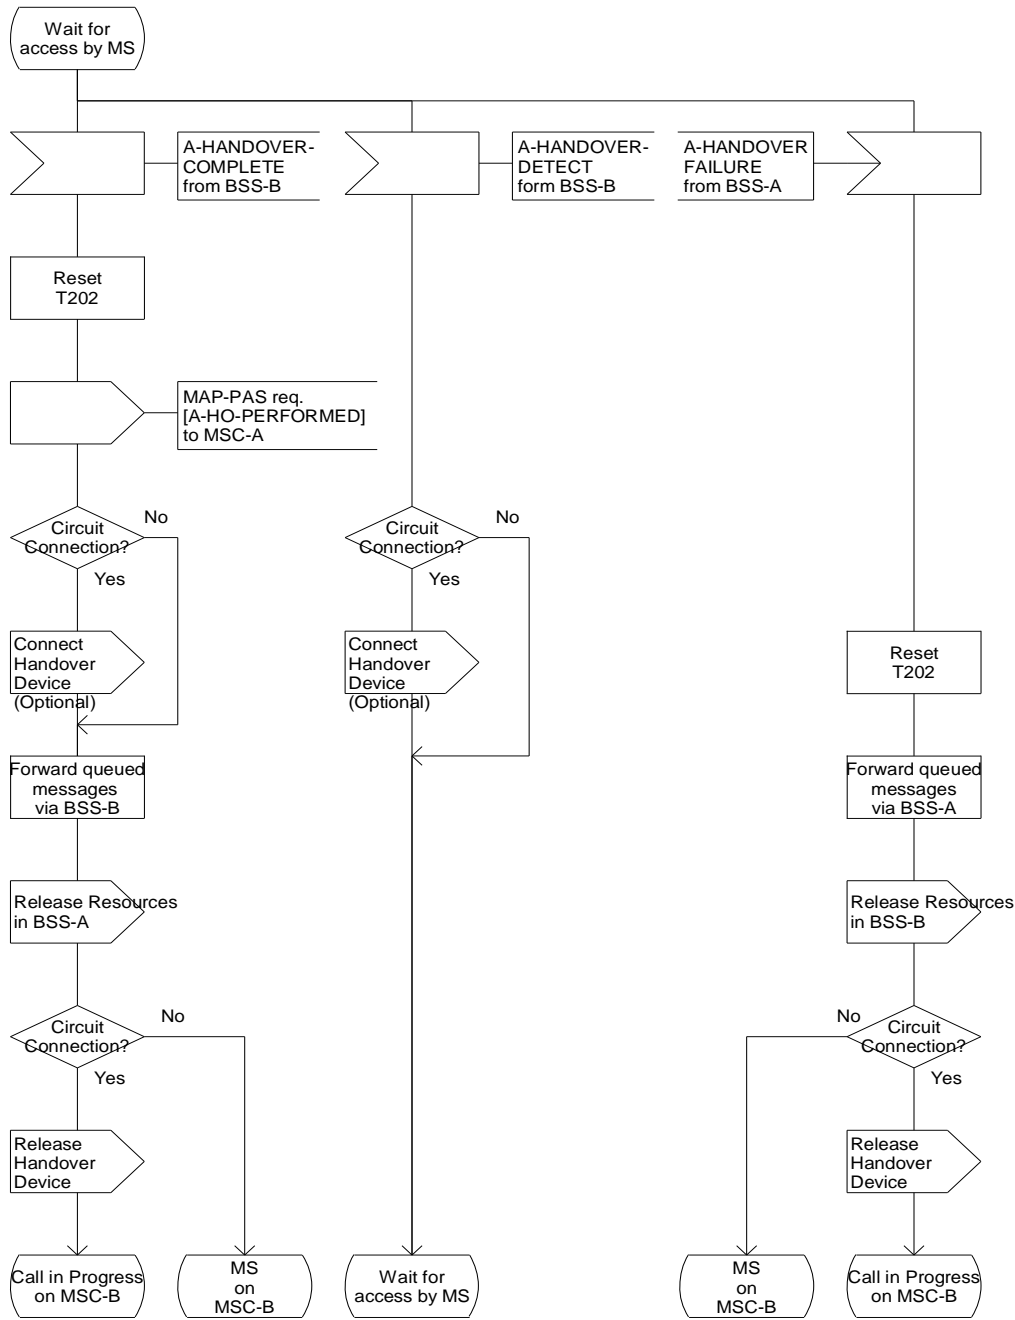 Wait for
access by MS
A-HANDOVER-
COMPLETE
from BSS-B
A-HANDOVER-
DETECT
form BSS-B
A-HANDOVER
FAILURE
from BSS-A
Reset
T202
MAP-PAS req.
[A-HO-PERFORMED]
to MSC-A
Circuit
Connection?
No
Yes
Circuit
Connection?
No
Yes
Connect
Handover
Device
(Optional)
Connect
Handover
Device
(Optional)
Reset
T202
Forward queued
messages
via BSS-B
Forward queued
messages
via BSS-A
Release Resources
in BSS-A
Release Resources
in BSS-B
Circuit
Connection?
No
Yes
No
Circuit
Connection?
Yes
Release
Handover
Device
Release
Handover
Device
Call in Progress
on MSC-B
MS
on
MSC-B
Wait for
access by MS
MS
on
MSC-B
Call in Progress
on MSC-B